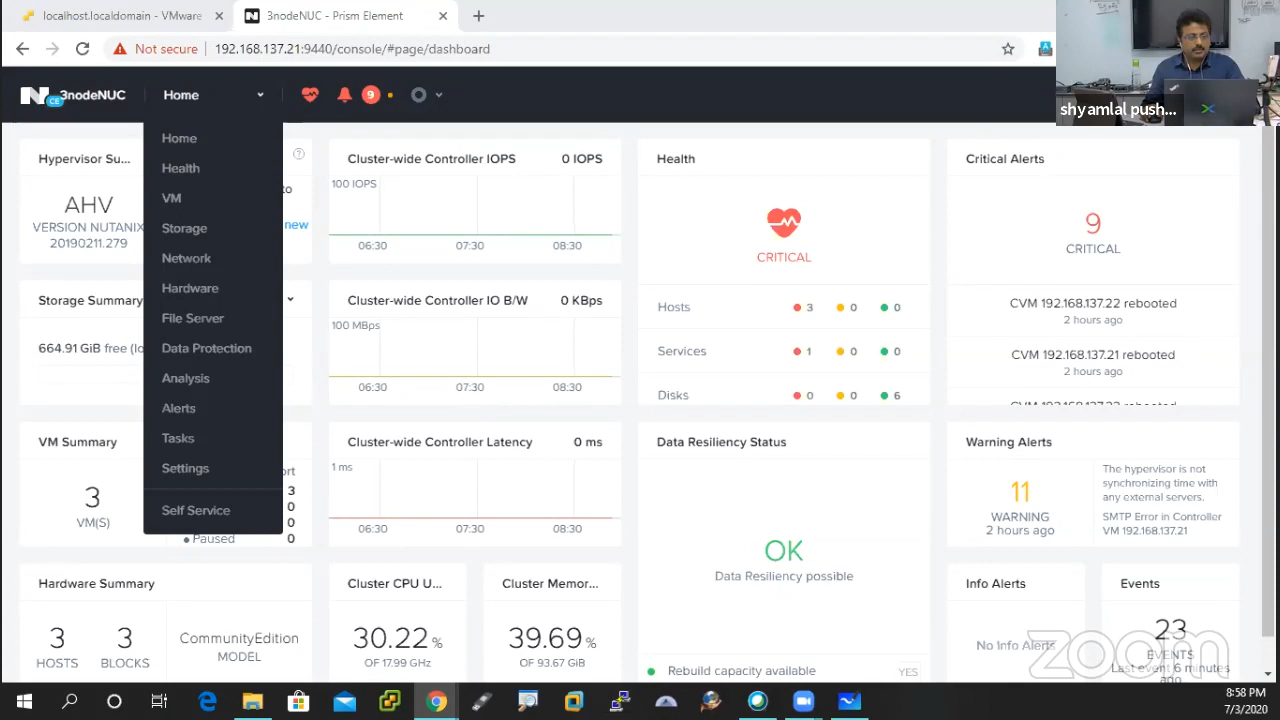 localhost.localdomain - VMware
3nodeNUC - Prism Element
Not secure
192.168.137.21:9440/console/#page/dashboard
shyamlal push...
N
CE
3nodeNUC
Home
9
Home
Health
VM
Storage
Network
Hardware
File Server
Data Protection
Analysis
Alerts
Tasks
Settings
Self Service
Hypervisor Su...
to
new
AHV
VERSION NUTANIX
20190211.279
Storage Summary
664.91 GiB free (lo
VM Summary
3
VM(S)
ort
3
0
0
0
Paused
Hardware Summary
3
HOSTS
3
BLOCKS
CommunityEdition
MODEL
Cluster-wide Controller IOPS
0 IOPS
100 IOPS
06:30
07:30
08:30
Cluster-wide Controller IO B/W
0 KBps
100 MBps
06:30
07:30
08:30
Cluster-wide Controller Latency
0 ms
1 ms
06:30
07:30
08:30
Cluster CPU U...
30.22 %
OF 17.99 GHz
Cluster Memor...
39.69 %
OF 93.67 GiB
Health
CRITICAL
Hosts 3 0 0
Services 1 0 0
Disks 0 0 6
Data Resiliency Status
OK
Data Resiliency possible
Rebuild capacity available
YES
Critical Alerts
9
CRITICAL
CVM 192.168.137.22 rebooted
2 hours ago
CVM 192.168.137.21 rebooted
2 hours ago
Warning Alerts
11
WARNING
2 hours ago
The hypervisor is not
synchronizing time with
any external servers.
SMTP Error in Controller
VM 192.168.137.21
Info Alerts
No Info Alerts
Events
23
EVENTS
Last event 6 minutes
ago
zoom
8:58 PM
7/3/2020